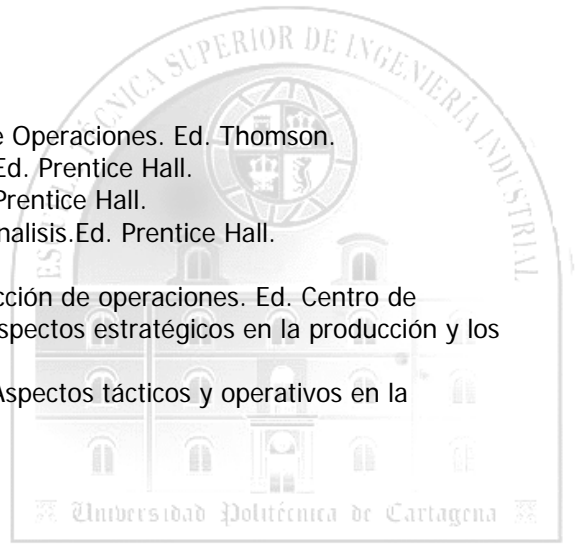 ESCUELA TÉCNICA SUPERIOR DE INGENIERÍA INDUSTRIAL
e Operaciones. Ed. Thomson.
Ed. Prentice Hall.
Prentice Hall.
nalisis.Ed. Prentice Hall.
cción de operaciones. Ed. Centro de
spectos estratégicos en la producción y los
Aspectos tácticos y operativos en la
Universidad Politécnica de Cartagena